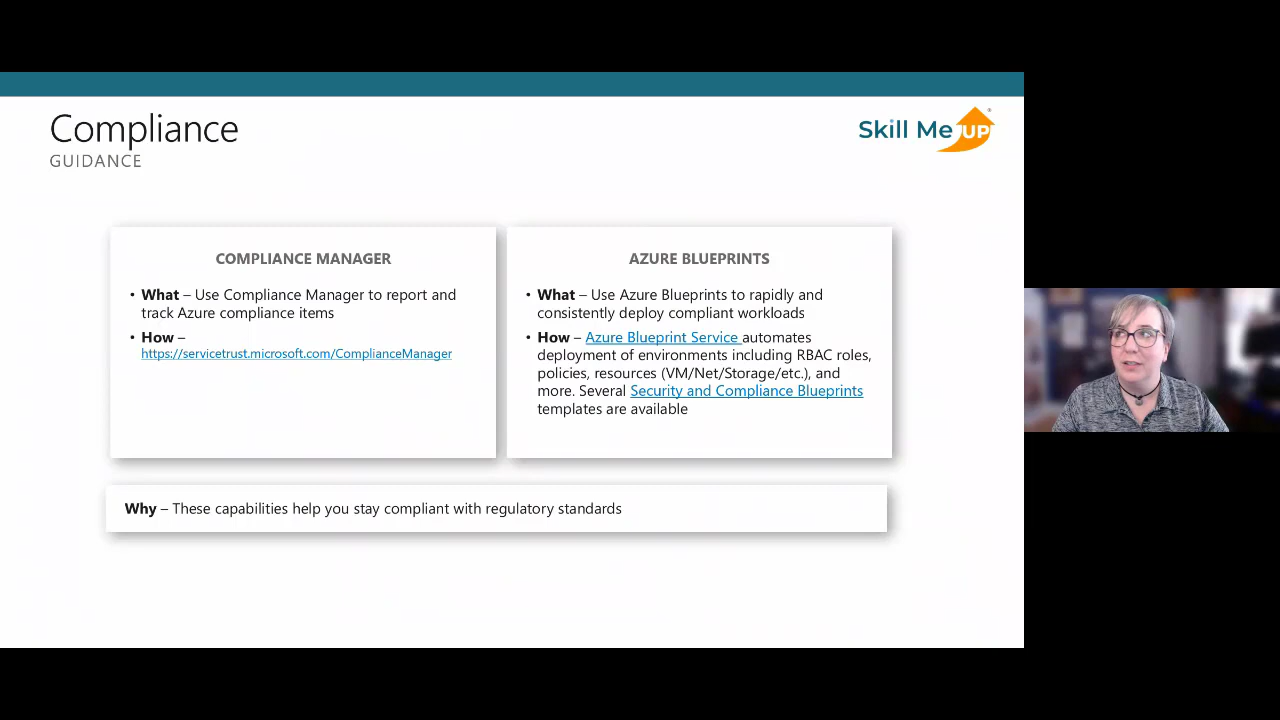 Compliance
GUIDANCE
Skill Me UP
®
COMPLIANCE MANAGER
• What – Use Compliance Manager to report and
track Azure compliance items
• How –
https://servicetrust.microsoft.com/ComplianceManager
AZURE BLUEPRINTS
• What – Use Azure Blueprints to rapidly and
consistently deploy compliant workloads
• How – Azure Blueprint Service automates
deployment of environments including RBAC roles,
policies, resources (VM/Net/Storage/etc.), and
more. Several Security and Compliance Blueprints
templates are available
Why – These capabilities help you stay compliant with regulatory standards